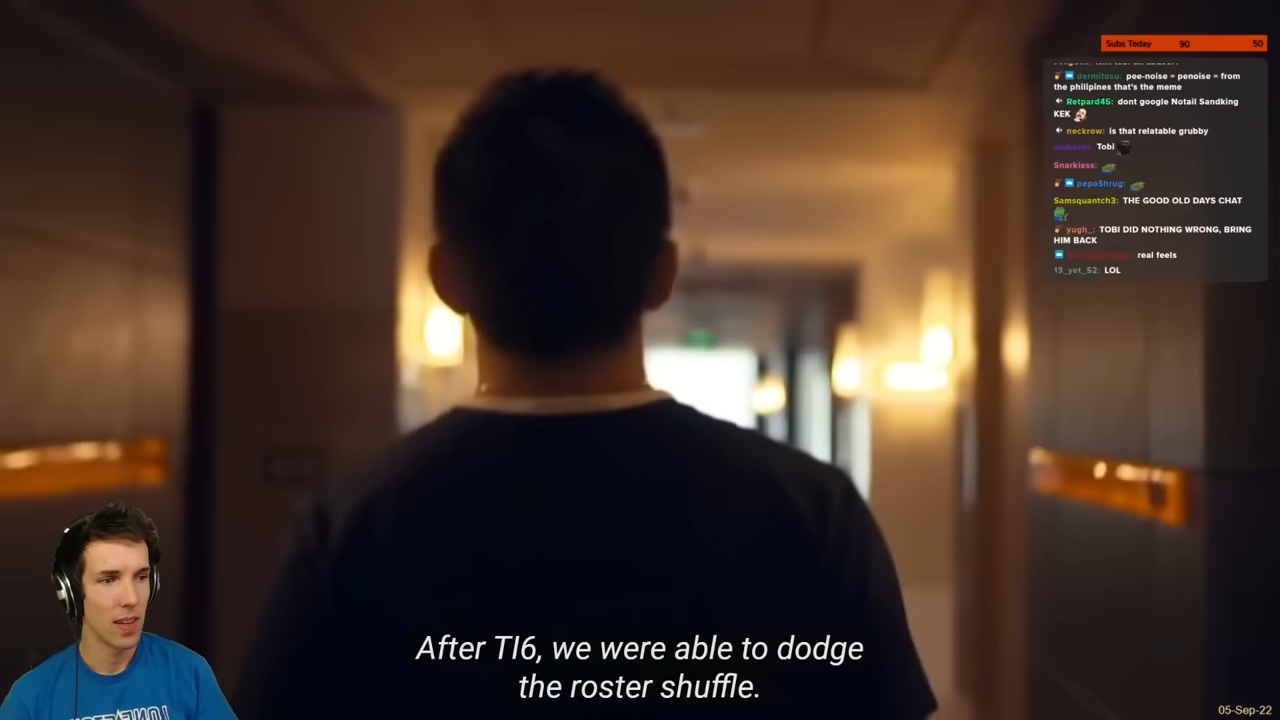 Subs Today 90 50
dermitosu: pee-noise = penoise = from
the philipines that's the meme
Retpard45: dont google Notail Sandking
KEK
neckrow: is that relatable grubby
Tobi
Snarkiess:
pepoShrug:
Samsquantch3: THE GOOD OLD DAYS CHAT
yugh_: TOBI DID NOTHING WRONG, BRING
HIM BACK
real feels
13_yet_52: LOL
After TI6, we were able to dodge
the roster shuffle.
05-Sep-22